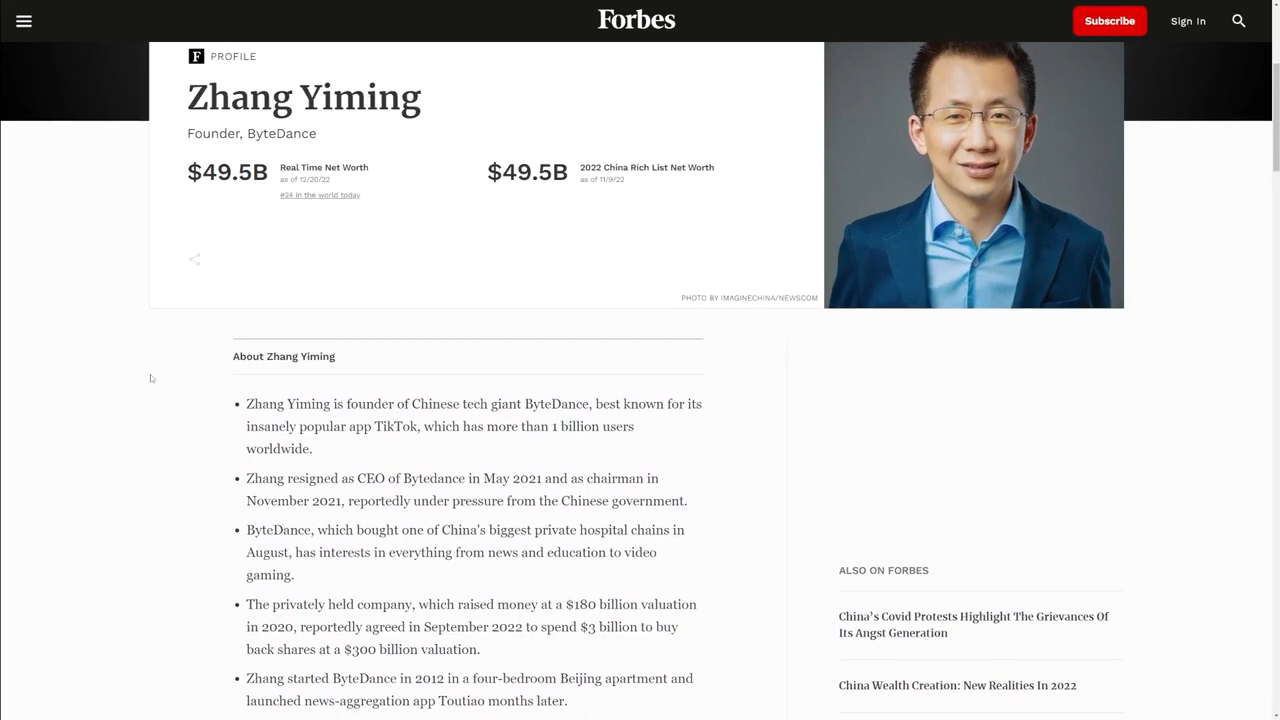 Forbes
Subscribe
Sign In
F PROFILE
Zhang Yiming
Founder, ByteDance
$49.5B
Real Time Net Worth
as of 12/20/22
#24 in the world today
$49.5B
2022 China Rich List Net Worth
as of 11/9/22
PHOTO BY IMAGINECHINA/NEWSCOM
About Zhang Yiming
• Zhang Yiming is founder of Chinese tech giant ByteDance, best known for its
insanely popular app TikTok, which has more than 1 billion users
worldwide.
• Zhang resigned as CEO of Bytedance in May 2021 and as chairman in
November 2021, reportedly under pressure from the Chinese government.
• ByteDance, which bought one of China's biggest private hospital chains in
August, has interests in everything from news and education to video
gaming.
• The privately held company, which raised money at a $180 billion valuation
in 2020, reportedly agreed in September 2022 to spend $3 billion to buy
back shares at a $300 billion valuation.
• Zhang started ByteDance in 2012 in a four-bedroom Beijing apartment and
launched news-aggregation app Toutiao months later.
ALSO ON FORBES
China’s Covid Protests Highlight The Grievances Of
Its Angst Generation
China Wealth Creation: New Realities In 2022